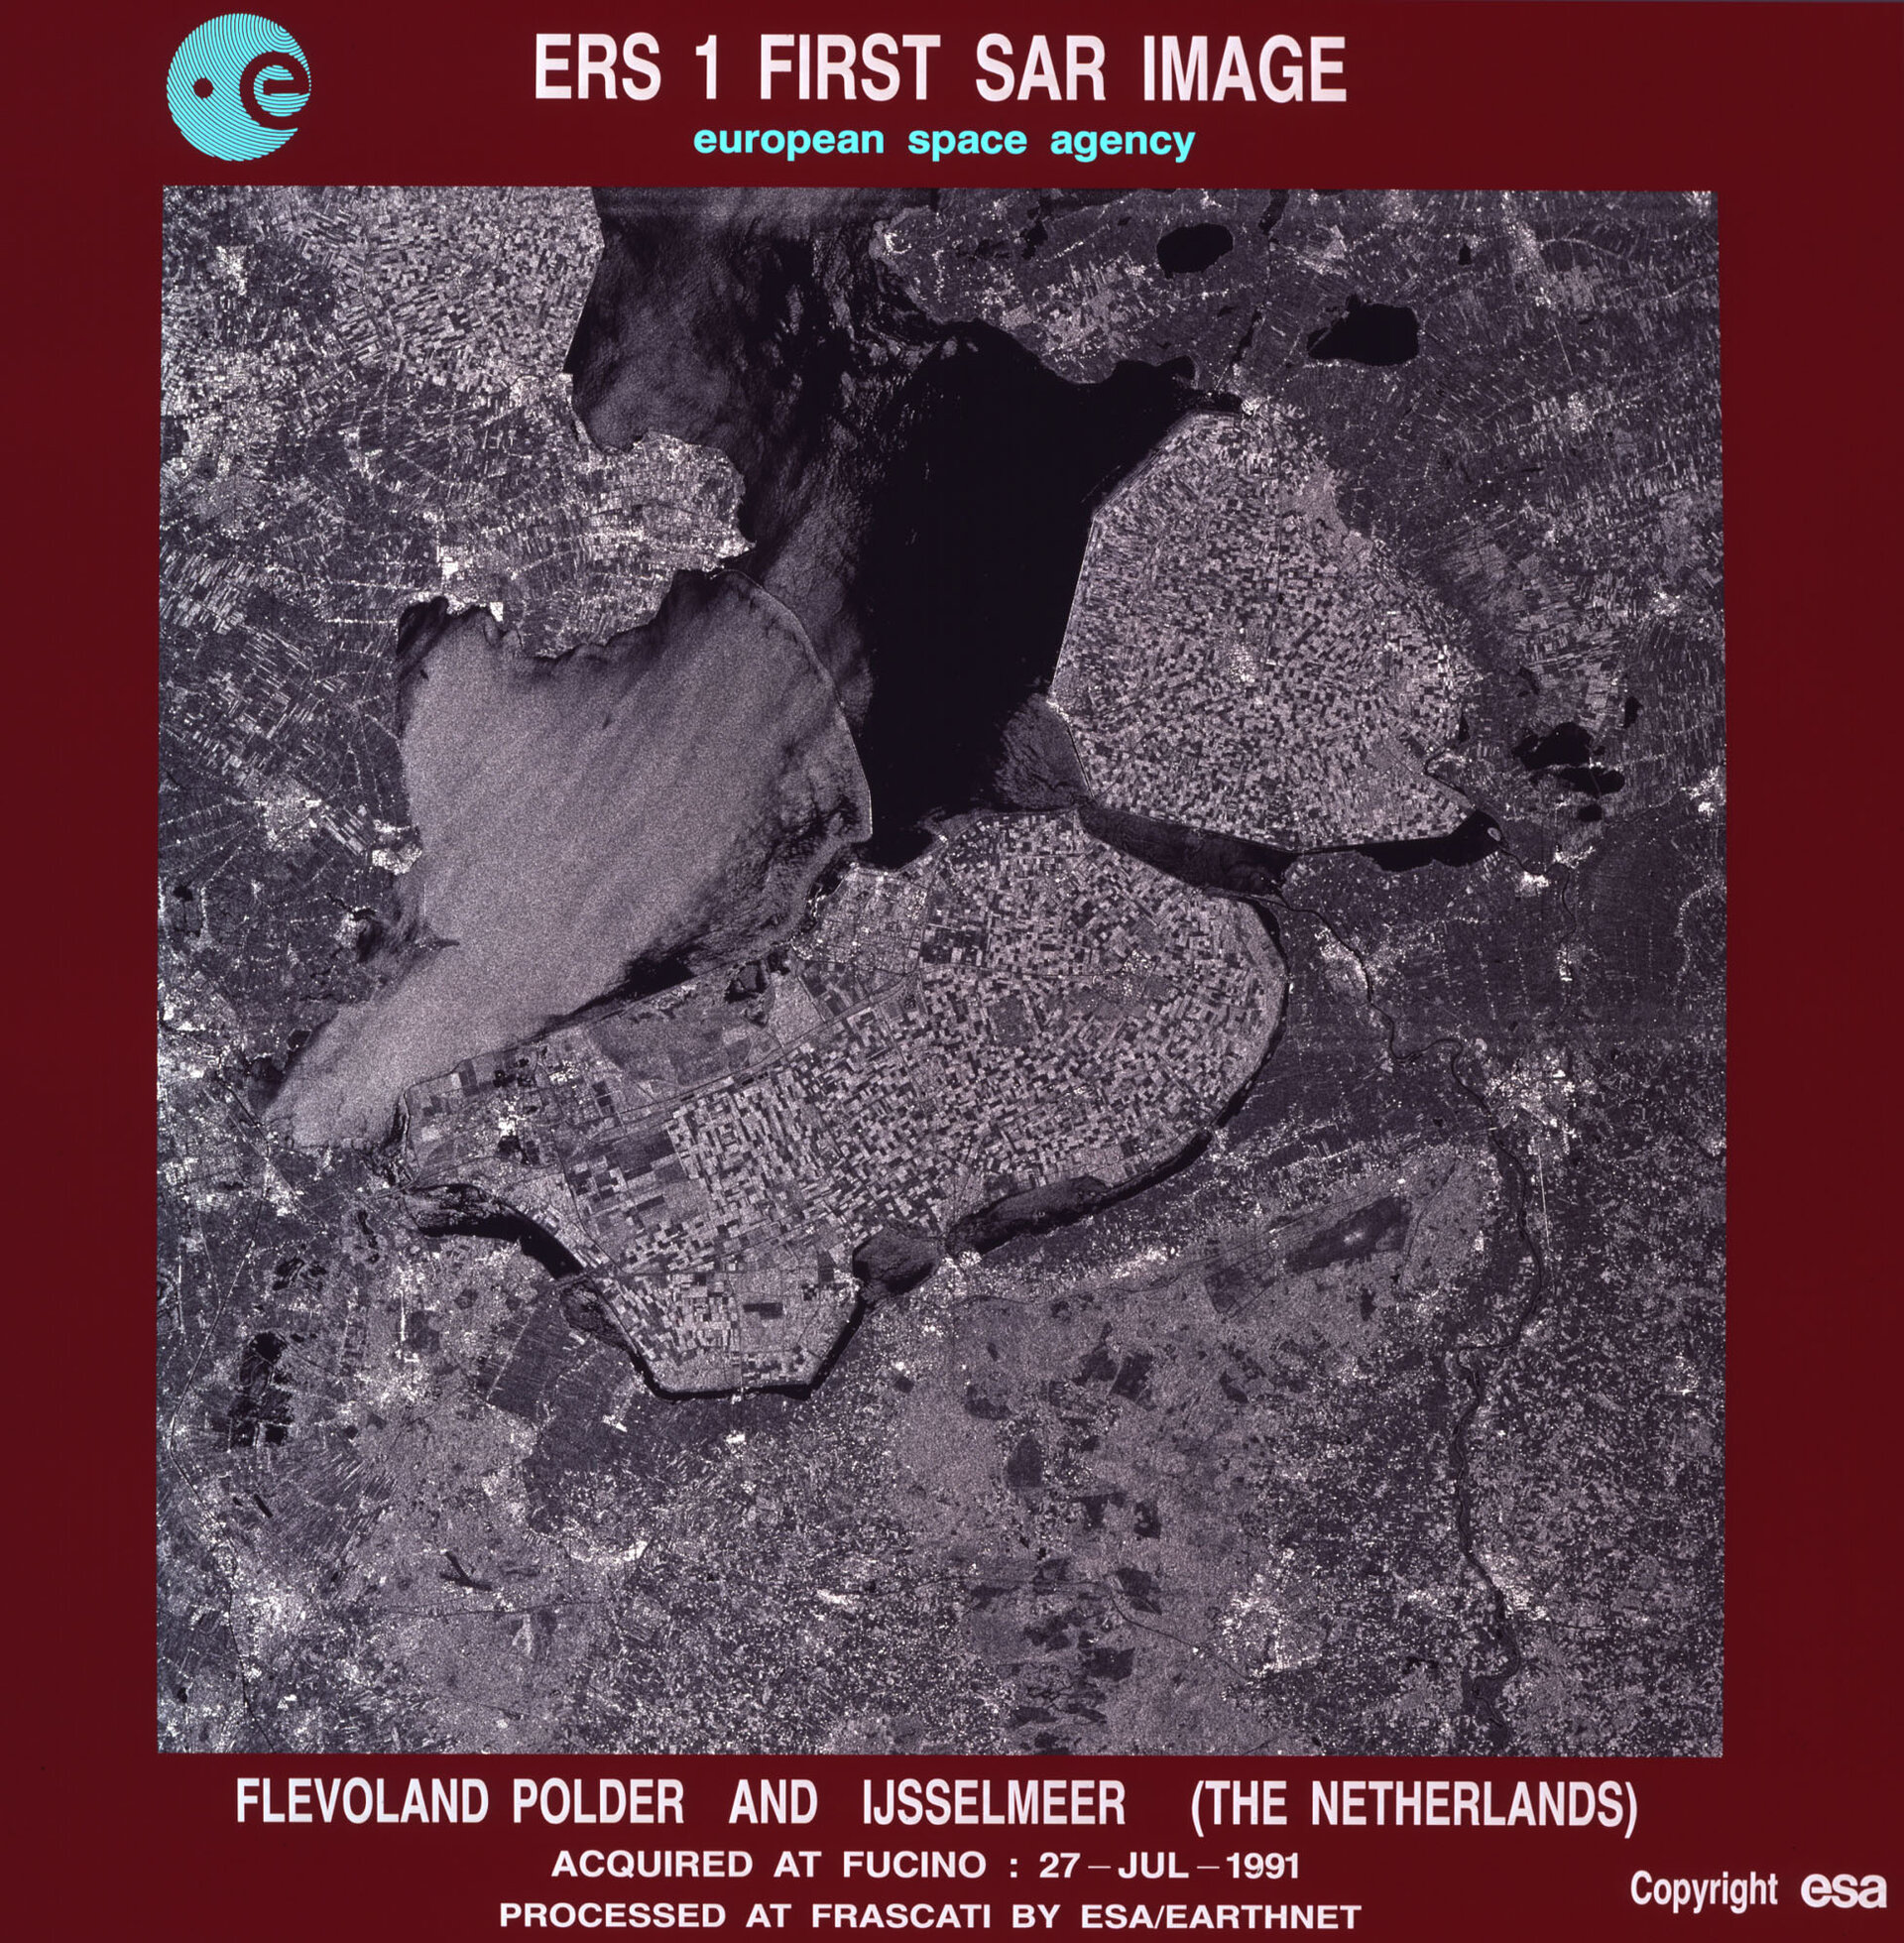 ERS 1 FIRST SAR IMAGE
european space agency
FLEVOLAND POLDER AND IJSSELMEER (THE NETHERLANDS)
ACQUIRED AT FUCINO : 27-JUL-1991
PROCESSED AT FRASCATI BY ESA/EARTHNET
Copyright esa